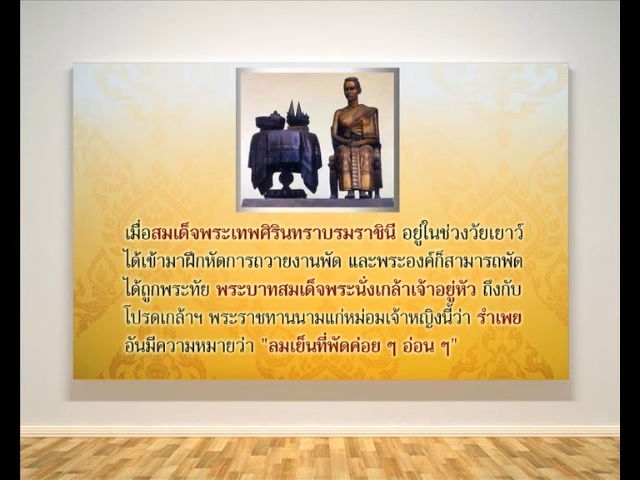 เมื่อสมเด็จพระเทพศิรินทราบรมราชินี อยู่ในช่วงวัยเยาว์
ได้เข้ามาฝึกหัดการถวายงานพัด และพระองค์ก็สามารถพัด
ได้ถูกพระทัย พระบาทสมเด็จพระนั่งเกล้าเจ้าอยู่หัว ถึงกับ
โปรดเกล้าฯ พระราชทานนามแก่หม่อมเจ้าหญิงนี้ว่า รำเพย
อันมีความหมายว่า "ลมเย็นที่พัดค่อย ๆ อ่อน ๆ"